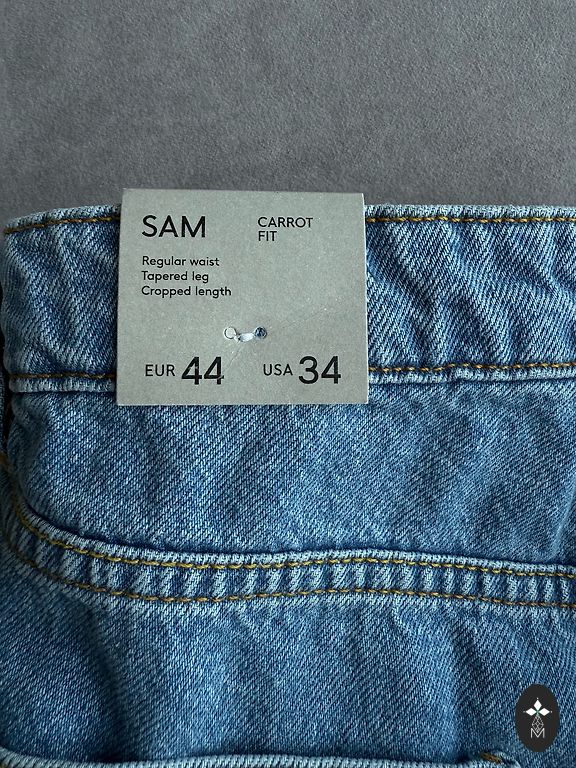 SAM
CARROT
FIT
Regular waist
Tapered leg
Cropped length
EUR 44
USA 34
M